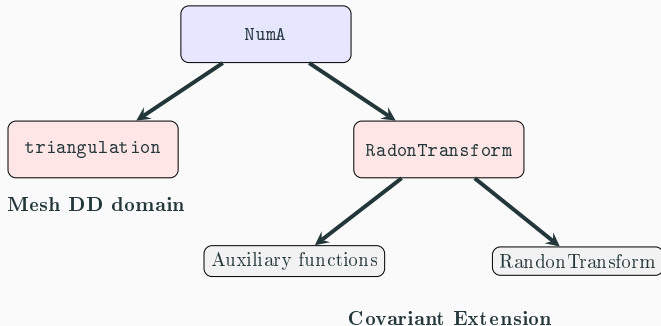 NumA
triangulation
RadonTransform
Mesh DD domain
Auxiliary functions
RandonTransform
Covariant Extension